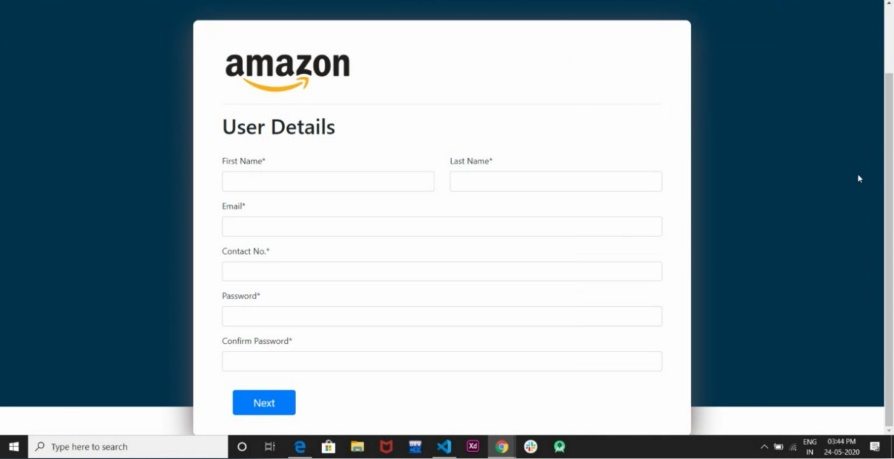 amazon
User Details
First Name* Last Name*
Email*
Contact No.*
Password*
Confirm Password*
Next
Type here to search
Xd
ENG 03:44 PM
IN 24-05-2020